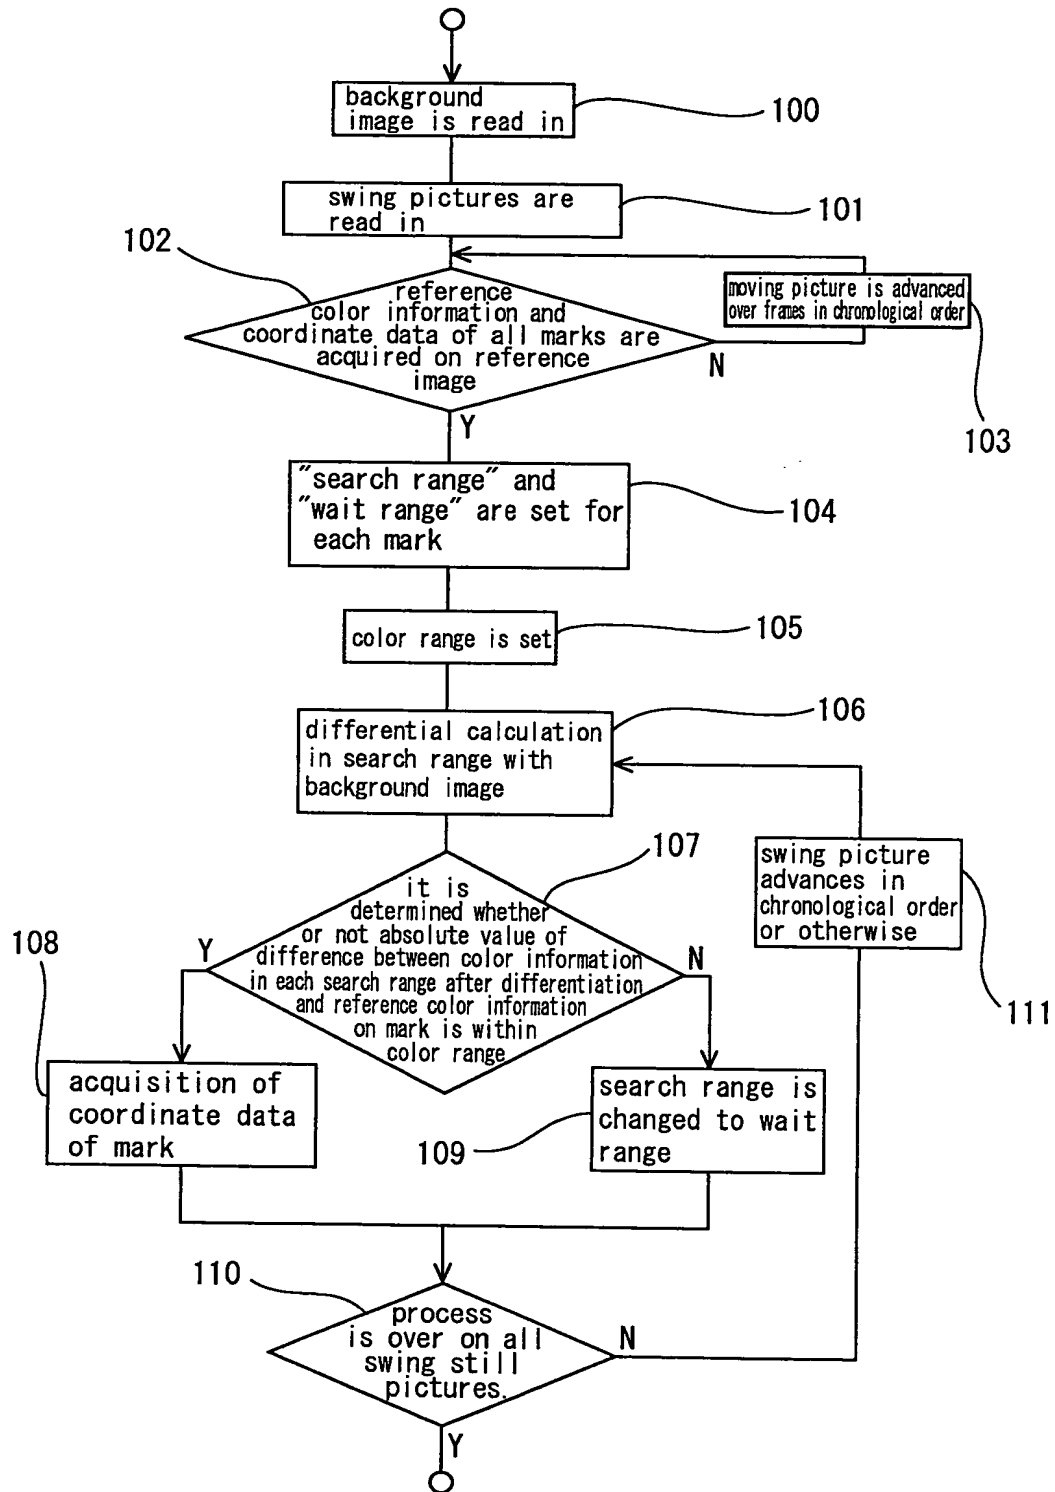 background
image is read in
100
swing pictures are
read in
101
102
reference
color information and
coordinate data of all marks are
acquired on reference
image
N
moving picture is advanced
over frames in chronological order
103
Y
"search range" and
"wait range" are set for
each mark
104
color range is set
105
differential calculation
in search range with
background image
106
107
it is
determined whether
or not absolute value of
difference between color information
in each search range after differentiation
and reference color information
on mark is within
color range
Y
N
swing picture
advances in
chronological order
or otherwise
111
108
acquisition of
coordinate data
of mark
search range is
changed to wait
range
109
110
process
is over on all
swing still
pictures.
N
Y